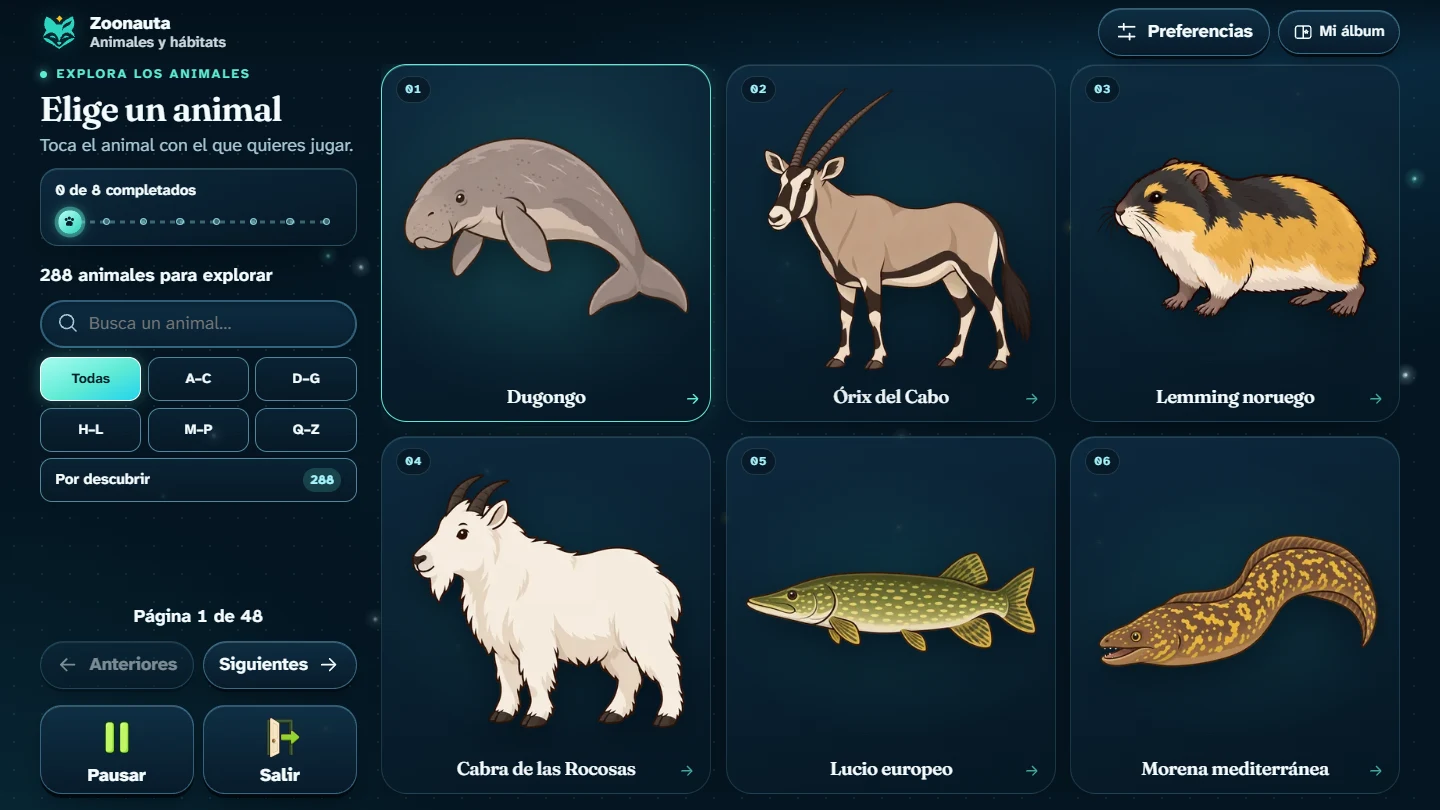 Zoonauta
Animales y hábitats
Preferencias
Mi álbum
EXPLORA LOS ANIMALES
Elige un animal
Toca el animal con el que quieres jugar.
0 de 8 completados
288 animales para explorar
Busca un animal...
Todas
A–C
D–G
H–L
M–P
Q–Z
Por descubrir
288
Página 1 de 48
Anteriores
Siguientes
Pausar
Salir
01
Dugongo
02
Órix del Cabo
03
Lemming noruego
04
Cabra de las Rocosas
05
Lucio europeo
06
Morena mediterránea